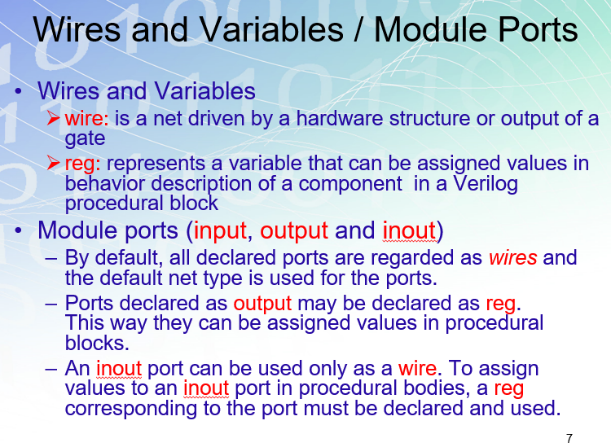 Wires and Variables / Module Ports
• Wires and Variables
➢ wire: is a net driven by a hardware structure or output of a
gate
➢ reg: represents a variable that can be assigned values in
behavior description of a component in a Verilog
procedural block
• Module ports (input, output and inout)
– By default, all declared ports are regarded as wires and
the default net type is used for the ports.
– Ports declared as output may be declared as reg.
This way they can be assigned values in procedural
blocks.
– An inout port can be used only as a wire. To assign
values to an inout port in procedural bodies, a reg
corresponding to the port must be declared and used.
7